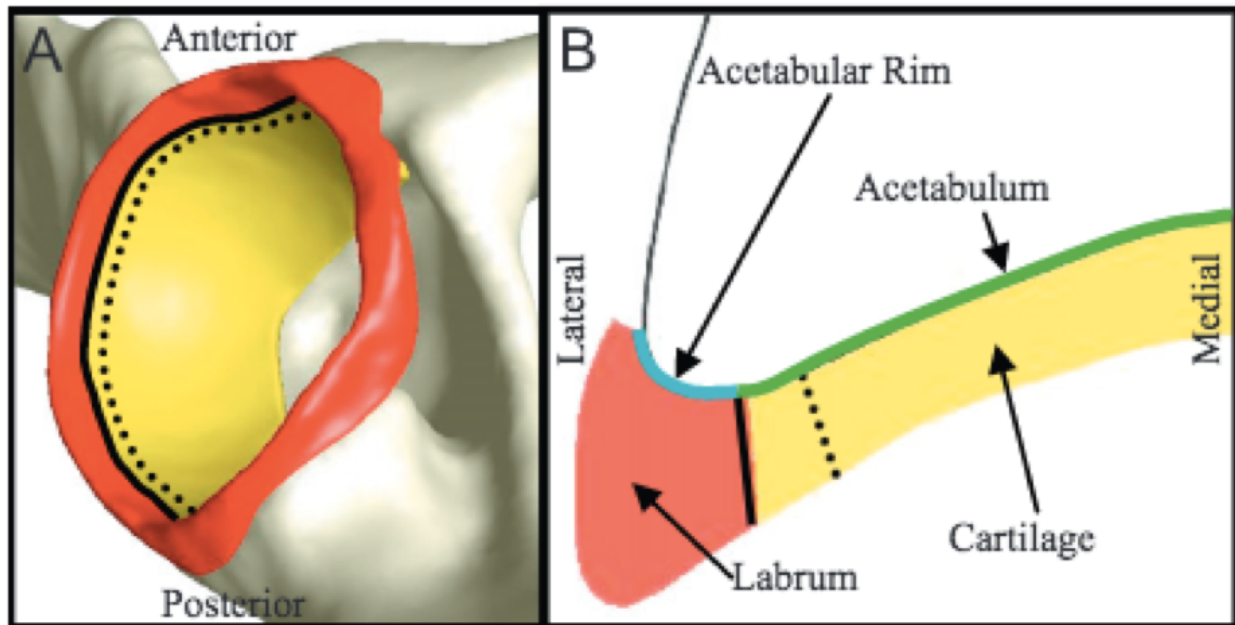 A
Anterior
Posterior
B
Acetabular Rim
Acetabulum
Lateral
Medial
Cartilage
Labrum